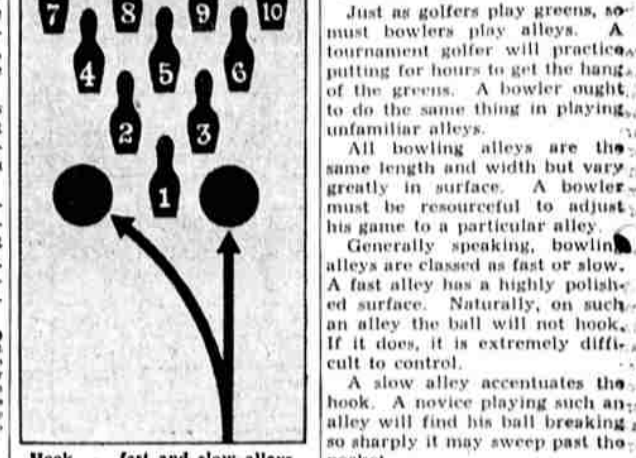 7 8 9 10
4 5 6
2 3
1
Hook fast and slow alleys
Just as golfers play greens, so
must bowlers play alleys. A
tournament golfer will practice
putting for hours to get the hang
of the greens. A bowler ought
to do the same thing in playing
unfamiliar alleys.
All bowling alleys are the
same length and width but vary
greatly in surface. A bowler
must be resourceful to adjust
his game to a particular alley.
Generally speaking, bowling
alleys are classed as fast or slow.
A fast alley has a highly polish-
ed surface. Naturally, on such
an alley the ball will not hook.
If it does, it is extremely diffi-
cult to control.
A slow alley accentuates the
hook. A novice playing such an
alley will find his ball breaking
so sharply it may sweep past the